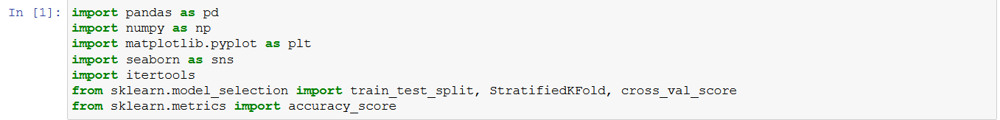 In [1]: import pandas as pd
import numpy as np
import matplotlib.pyplot as plt
import seaborn as sns
import itertools
from sklearn.model_selection import train_test_split, StratifiedKFold, cross_val_score
from sklearn.metrics import accuracy_score